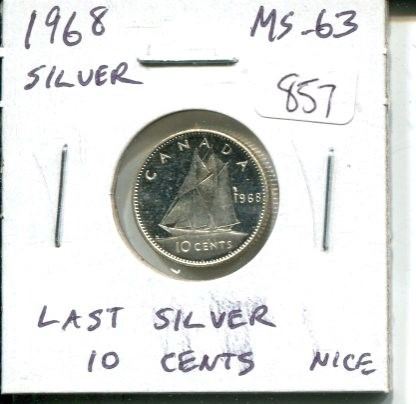 1968 MS-63
SILVER
857
CANADA
1968
10 CENTS
LAST SILVER
10 CENTS NICE